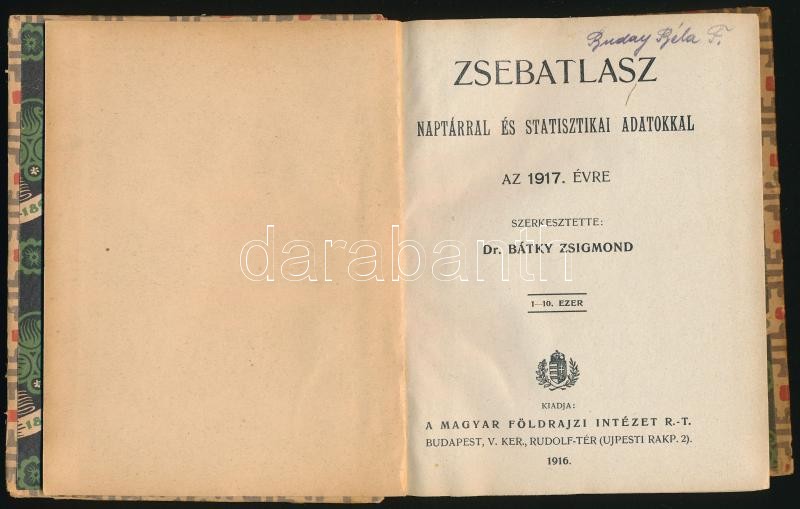 Buday Béla F.
ZSEBATLASZ
NAPTÁRRAL ÉS STATISZTIKAI ADATOKKAL
AZ 1917. ÉVRE
SZERKESZTETTE:
Dr. BÁTKY ZSIGMOND
darabanth
1—10. EZER
KIADJA:
A MAGYAR FÖLDRAJZI INTÉZET R.-T.
BUDAPEST, V. KER., RUDOLF-TÉR (UJPESTI RAKP. 2).
1916.